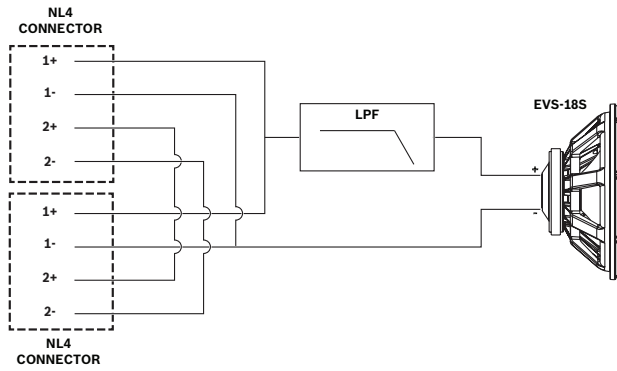 NL4
CONNECTOR
1+
1-
2+
2-
1+
1-
2+
2-
NL4
CONNECTOR
LPF
EVS-18S
+
-